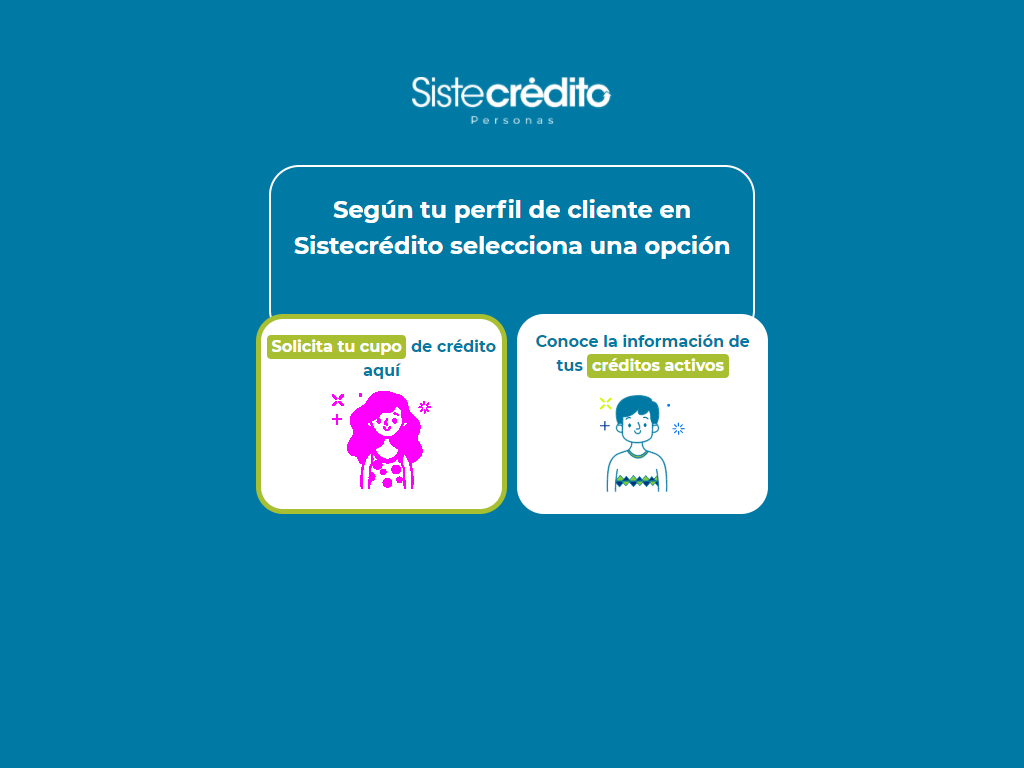 Sistecrédito
Personas
Según tu perfil de cliente en
Sistecrédito selecciona una opción
Solicita tu cupo de crédito
aquí
Conoce la información de
tus créditos activos